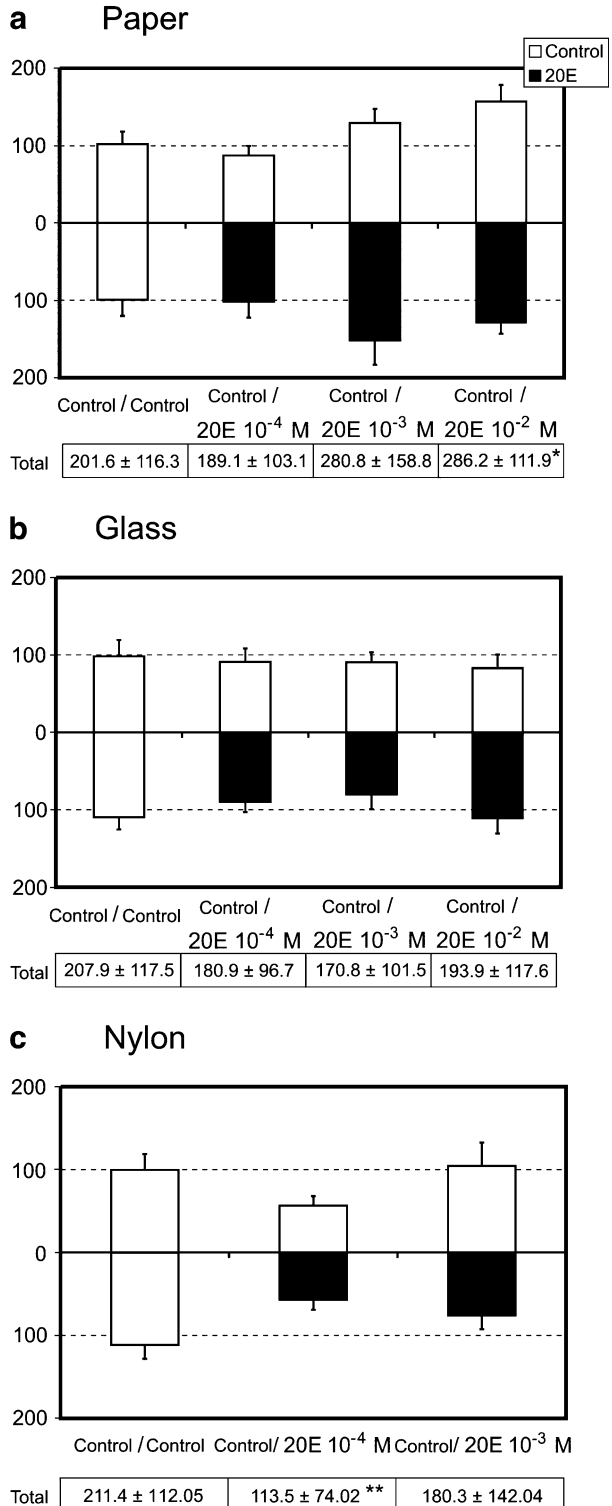 a Paper
Control
20E
200
100
0
100
200
Control / Control
Control / 20E 10⁻⁴ M
Control / 20E 10⁻³ M
Control / 20E 10⁻² M
Total 201.6 ± 116.3 189.1 ± 103.1 280.8 ± 158.8 286.2 ± 111.9*
b Glass
200
100
0
100
200
Control / Control
Control / 20E 10⁻⁴ M
Control / 20E 10⁻³ M
Control / 20E 10⁻² M
Total 207.9 ± 117.5 180.9 ± 96.7 170.8 ± 101.5 193.9 ± 117.6
c Nylon
200
100
0
100
200
Control / Control Control/ 20E 10⁻⁴ M Control/ 20E 10⁻³ M
Total 211.4 ± 112.05 113.5 ± 74.02 ** 180.3 ± 142.04